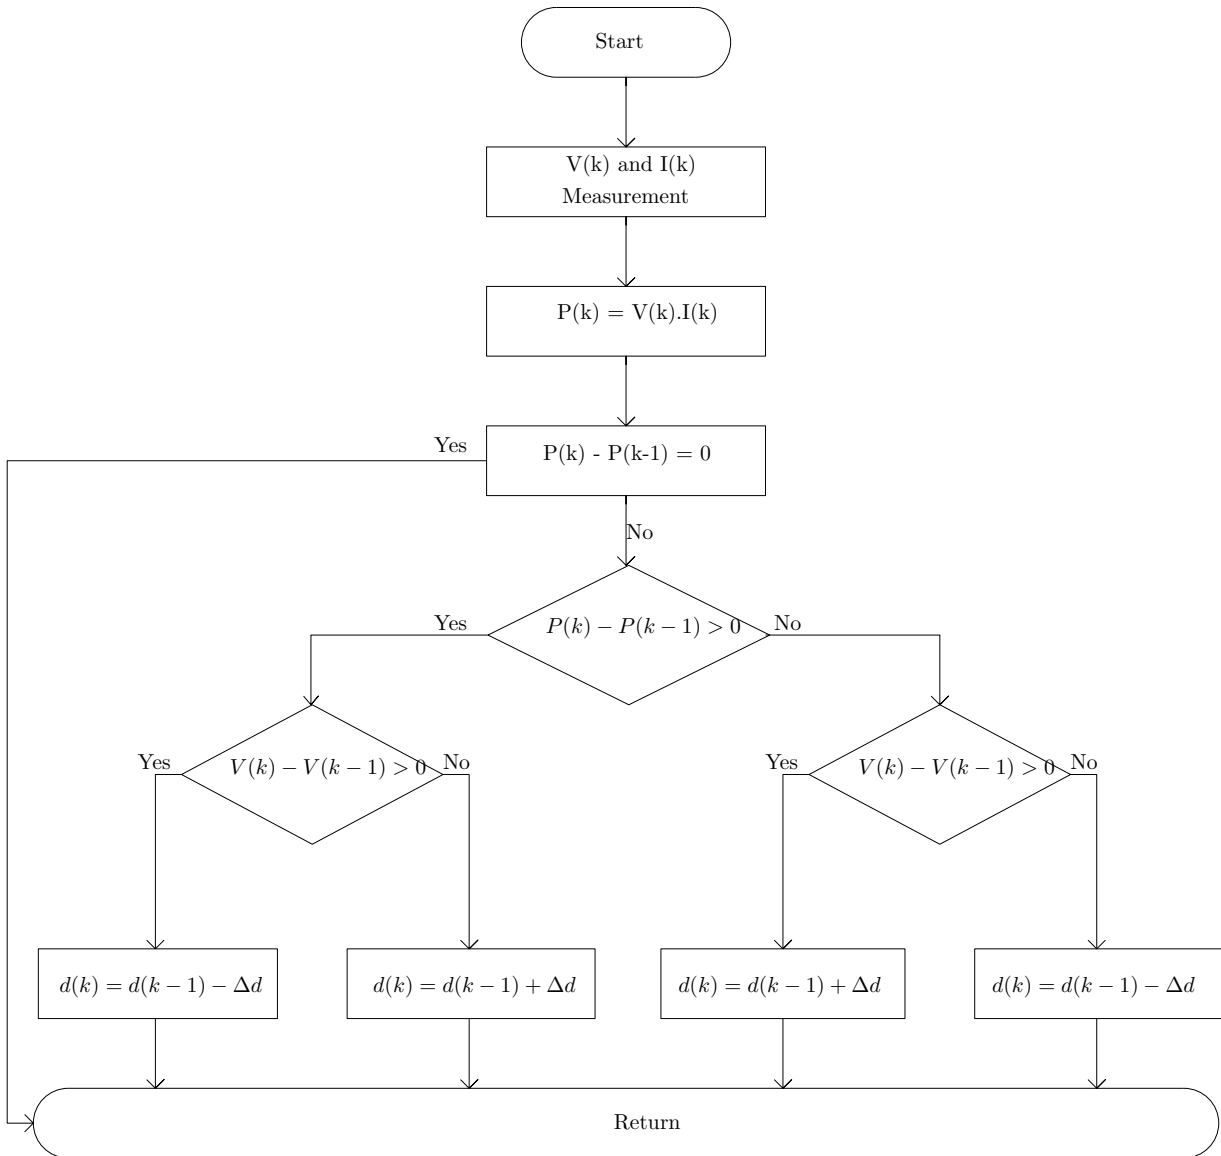 Start
V(k) and I(k)
Measurement
P(k) = V(k).I(k)
Yes
P(k) - P(k-1) = 0
No
Yes
P(k) − P(k − 1) > 0
No
Yes
V(k) − V(k − 1) > 0
No
Yes
V(k) − V(k − 1) > 0
No
d(k) = d(k − 1) − Δd
d(k) = d(k − 1) + Δd
d(k) = d(k − 1) + Δd
d(k) = d(k − 1) − Δd
Return